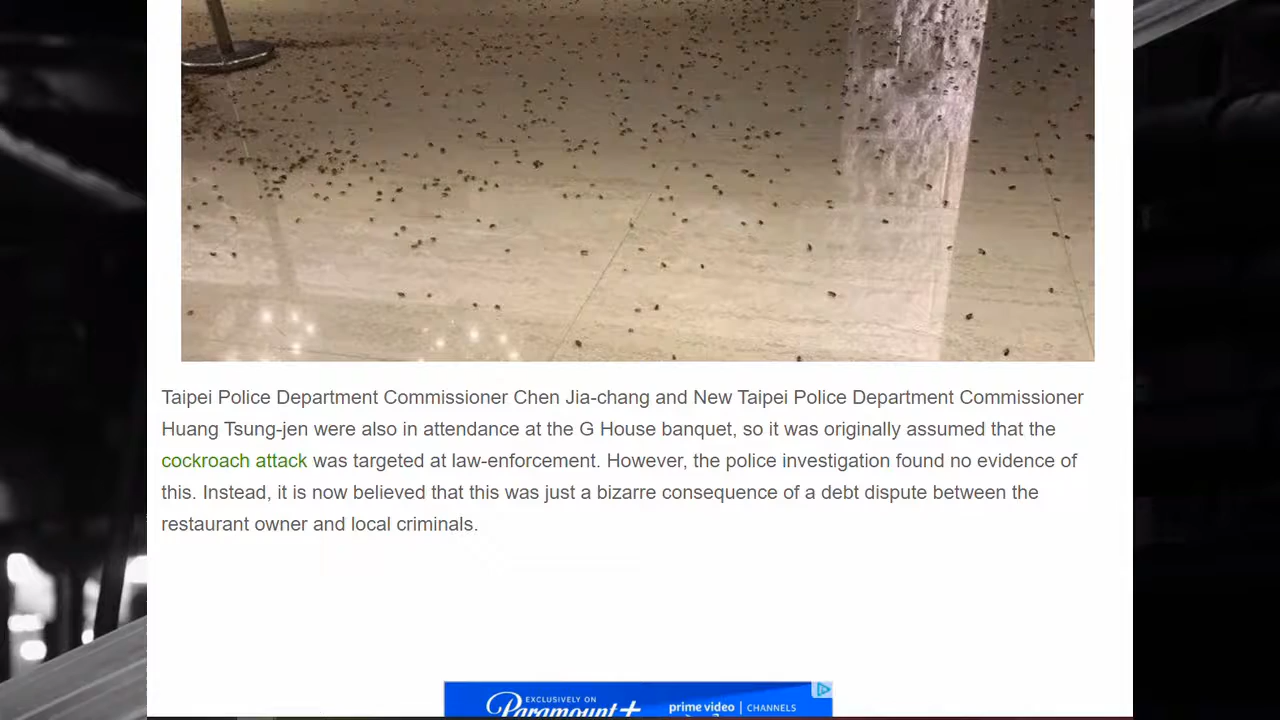 Taipei Police Department Commissioner Chen Jia-chang and New Taipei Police Department Commissioner
Huang Tsung-jen were also in attendance at the G House banquet, so it was originally assumed that the
cockroach attack was targeted at law-enforcement. However, the police investigation found no evidence of
this. Instead, it is now believed that this was just a bizarre consequence of a debt dispute between the
restaurant owner and local criminals.
EXCLUSIVELY ON
Paramount+
prime video | CHANNELS